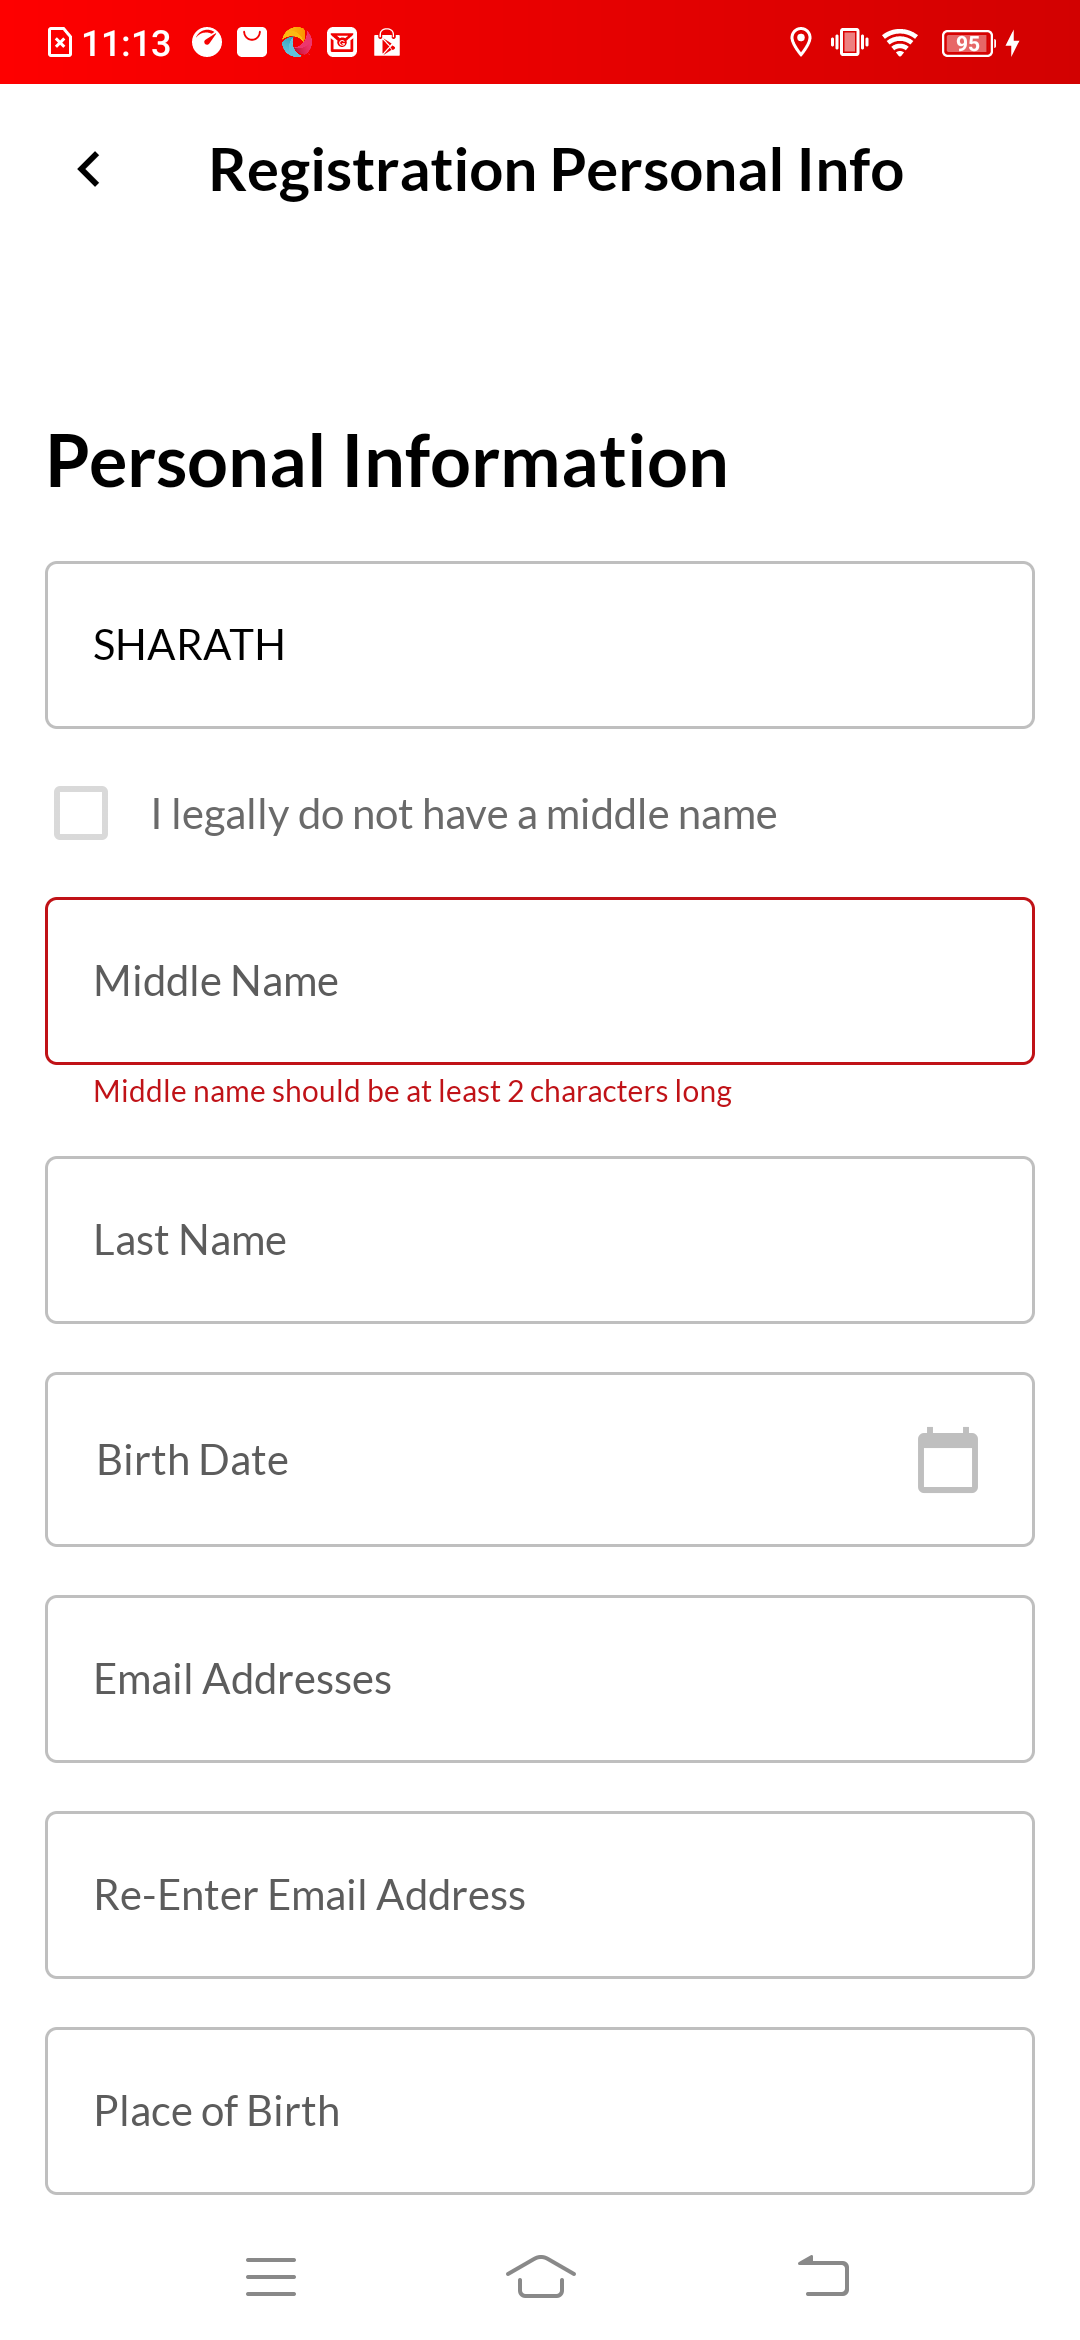 11:13
95
Registration Personal Info
Personal Information
SHARATH
I legally do not have a middle name
Middle Name
Middle name should be at least 2 characters long
Last Name
Birth Date
Email Addresses
Re-Enter Email Address
Place of Birth